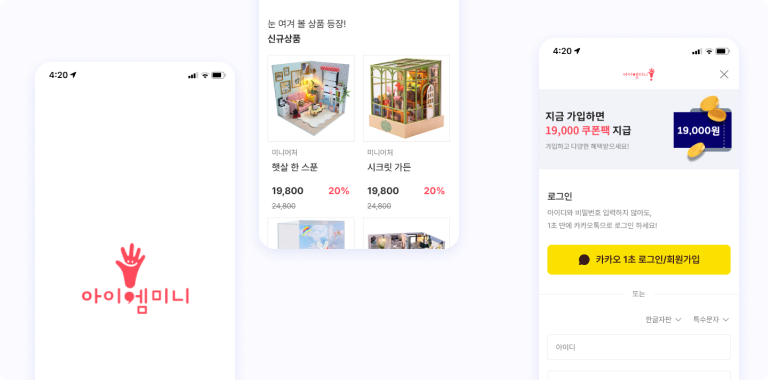 4:20
아이엠미니
눈 여겨 볼 상품 등장!
신규상품
미니어처
햇살 한 스푼
19,800 20%
24,800
미니어처
시크릿 가든
19,800 20%
24,800
4:20
아이엠미니
지금 가입하면
19,000 쿠폰팩 지급
가입하고 다양한 혜택받으세요!
19,000원
로그인
아이디와 비밀번호 입력하지 않아도,
1초 만에 카카오톡으로 로그인 하세요!
카카오 1초 로그인/회원가입
또는
한글자판 특수문자
아이디